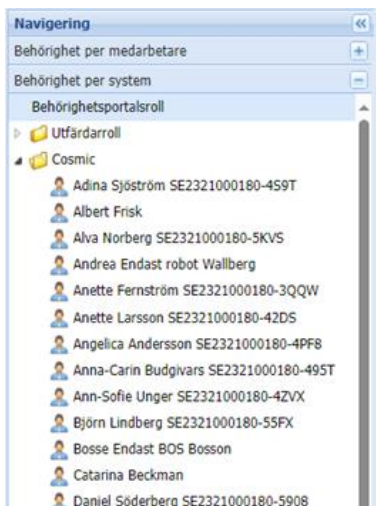 Navigering
Behörighet per medarbetare
Behörighet per system
Behörighetsportalsroll
Utfärdarroll
Cosmic
Adina Sjöström SE2321000180-4S9T
Albert Frisk
Alva Norberg SE2321000180-5KVS
Andrea Endast robot Wallberg
Anette Fernström SE2321000180-3QQW
Anette Larsson SE2321000180-42DS
Angelica Andersson SE2321000180-4PF8
Anna-Carin Budgivars SE2321000180-495T
Ann-Sofie Unger SE2321000180-4ZVX
Björn Lindberg SE2321000180-55FX
Bosse Endast BOS Bosson
Catarina Beckman
Daniel Söderberg SE2321000180-5908